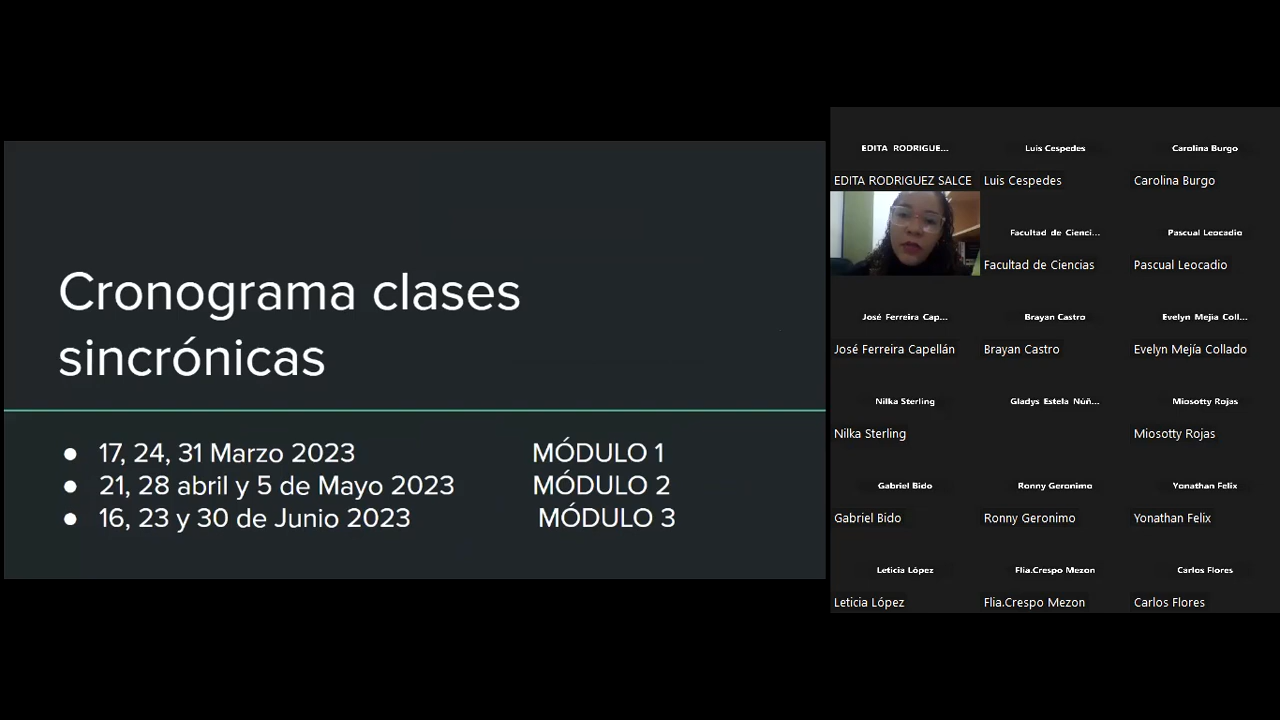 Cronograma clases
sincrónicas
● 17, 24, 31 Marzo 2023 MÓDULO 1
● 21, 28 abril y 5 de Mayo 2023 MÓDULO 2
● 16, 23 y 30 de Junio 2023 MÓDULO 3
EDITA RODRIGUE...
Luis Cespedes
Carolina Burgo
EDITA RODRIGUEZ SALCE
Luis Cespedes
Carolina Burgo
Facultad de Cienci...
Pascual Leocadio
Facultad de Ciencias
Pascual Leocadio
José Ferreira Cap...
Brayan Castro
Evelyn Mejía Coll...
José Ferreira Capellán
Brayan Castro
Evelyn Mejía Collado
Nilka Sterling
Gladys Estela Núñ...
Miosotty Rojas
Nilka Sterling
Miosotty Rojas
Gabriel Bido
Ronny Geronimo
Yonathan Felix
Gabriel Bido
Ronny Geronimo
Yonathan Felix
Leticia López
Flia.Crespo Mezon
Carlos Flores
Leticia López
Flia.Crespo Mezon
Carlos Flores